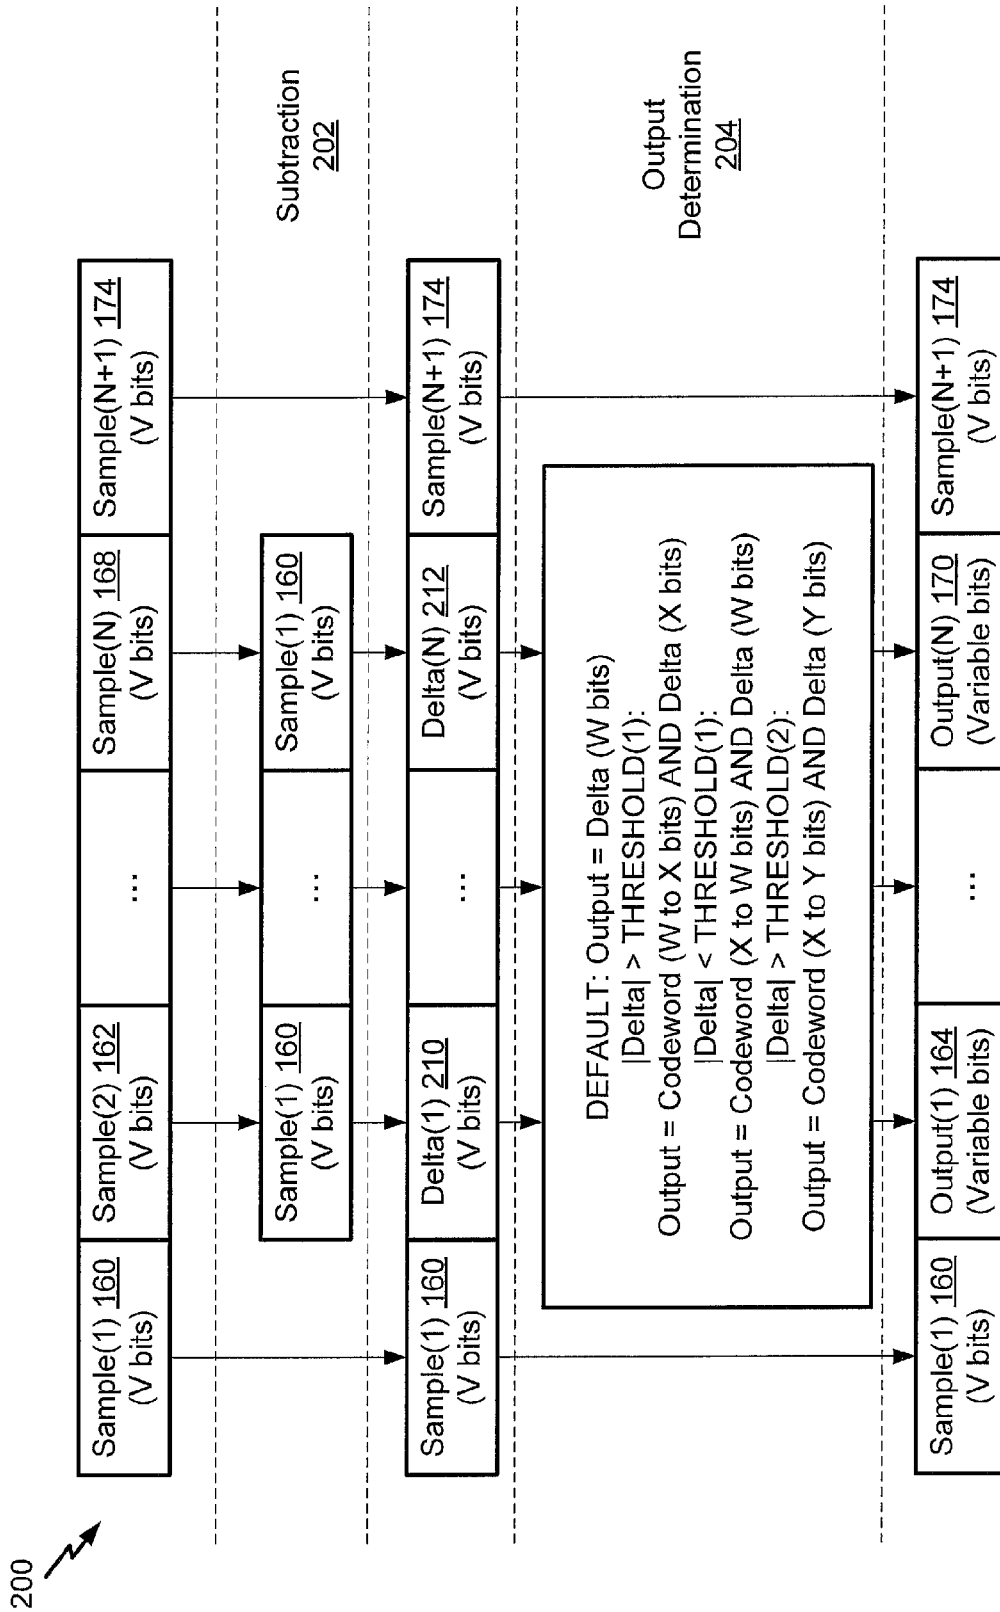 200
Sample(1) 160
(V bits)
Sample(2) 162
(V bits)
...
Sample(N) 168
(V bits)
Sample(N+1) 174
(V bits)
Subtraction
202
Sample(1) 160
(V bits)
...
Sample(1) 160
(V bits)
Sample(1) 160
(V bits)
Delta(1) 210
(V bits)
...
Delta(N) 212
(V bits)
Sample(N+1) 174
(V bits)
Output
Determination
204
DEFAULT: Output = Delta (W bits)
|Delta| > THRESHOLD(1):
Output = Codeword (W to X bits) AND Delta (X bits)
|Delta| < THRESHOLD(1):
Output = Codeword (X to W bits) AND Delta (W bits)
|Delta| > THRESHOLD(2):
Output = Codeword (X to Y bits) AND Delta (Y bits)
Sample(1) 160
(V bits)
Output(1) 164
(Variable bits)
...
Output(N) 170
(Variable bits)
Sample(N+1) 174
(V bits)